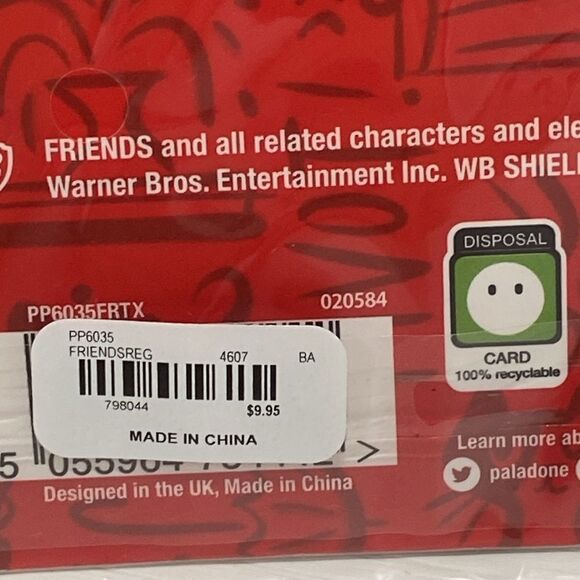 FRIENDS and all related characters and ele
Warner Bros. Entertainment Inc. WB SHIEL
DISPOSAL
CARD
100% recyclable
PP6035FRTX 020584
PP6035
FRIENDSREG 4607 BA
798044
$9.95
MADE IN CHINA
Designed in the UK, Made in China
Learn more ab
paladone